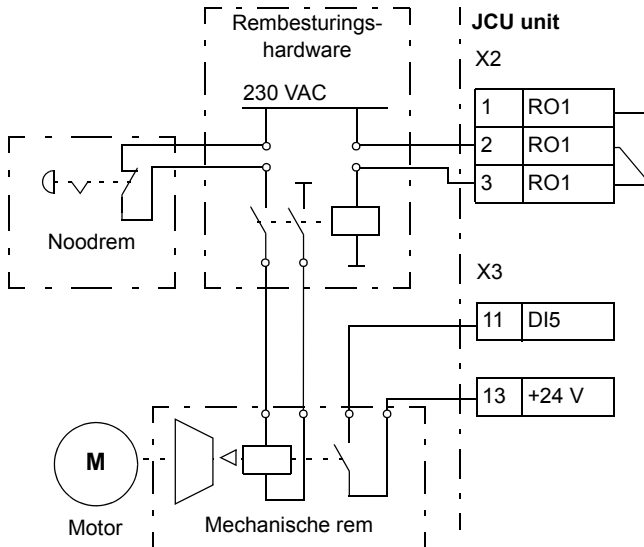 Rembesturings-
hardware
JCU unit
X2
230 VAC
1 RO1
2 RO1
3 RO1
Noodrem
X3
11 DI5
13 +24 V
M
Motor
Mechanische rem